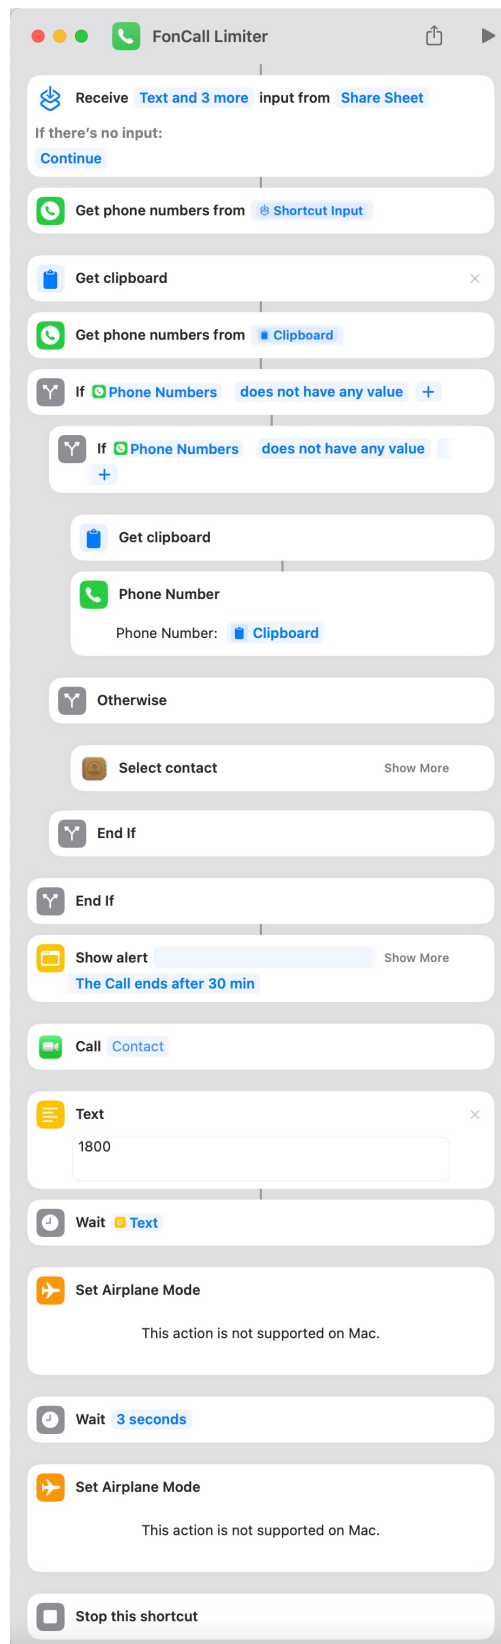 FonCall Limiter
Receive Text and 3 more input from Share Sheet
If there's no input:
Continue
Get phone numbers from Shortcut Input
Get clipboard
Get phone numbers from Clipboard
If Phone Numbers does not have any value +
If Phone Numbers does not have any value
+
Get clipboard
Phone Number
Phone Number: Clipboard
Otherwise
Select contact Show More
End If
End If
Show alert Show More
The Call ends after 30 min
Call Contact
Text
1800
Wait Text
Set Airplane Mode
This action is not supported on Mac.
Wait 3 seconds
Set Airplane Mode
This action is not supported on Mac.
Stop this shortcut